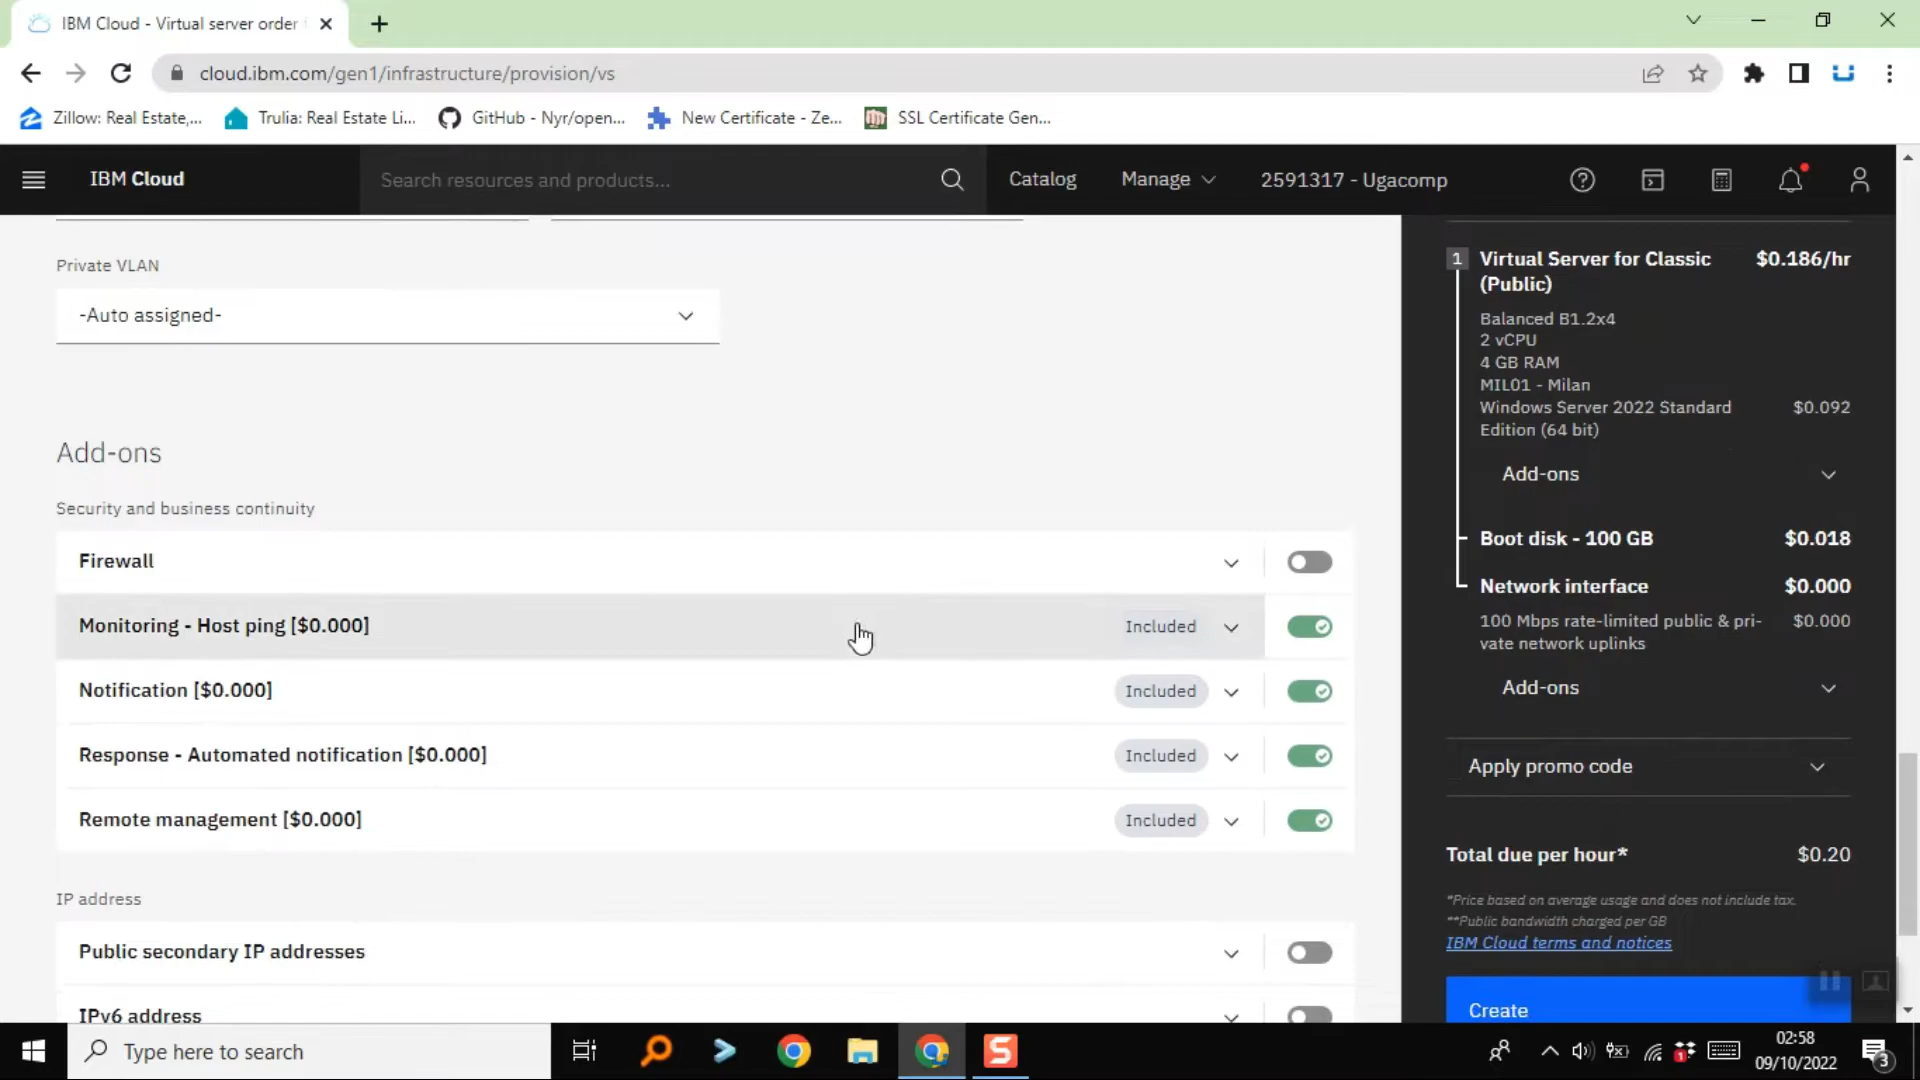 IBM Cloud - Virtual server order
cloud.ibm.com/gen1/infrastructure/provision/vs
Zillow: Real Estate,...
Trulia: Real Estate Li...
GitHub - Nyr/open...
New Certificate - Ze...
SSL Certificate Gen...
IBM Cloud
Search resources and products...
Catalog
Manage
2591317 - Ugacomp
Private VLAN
-Auto assigned-
Add-ons
Security and business continuity
Firewall
Monitoring - Host ping [$0.000]
Included
Notification [$0.000]
Included
Response - Automated notification [$0.000]
Included
Remote management [$0.000]
Included
IP address
Public secondary IP addresses
IPv6 address
1
Virtual Server for Classic $0.186/hr
(Public)
Balanced B1.2x4
2 vCPU
4 GB RAM
MIL01 - Milan
Windows Server 2022 Standard $0.092
Edition (64 bit)
Add-ons
Boot disk - 100 GB $0.018
Network interface $0.000
100 Mbps rate-limited public & pri- $0.000
vate network uplinks
Add-ons
Apply promo code
Total due per hour* $0.20
*Price based on average usage and does not include tax.
**Public bandwidth charged per GB
IBM Cloud terms and notices
Create
Type here to search
S
1
02:58
09/10/2022
3